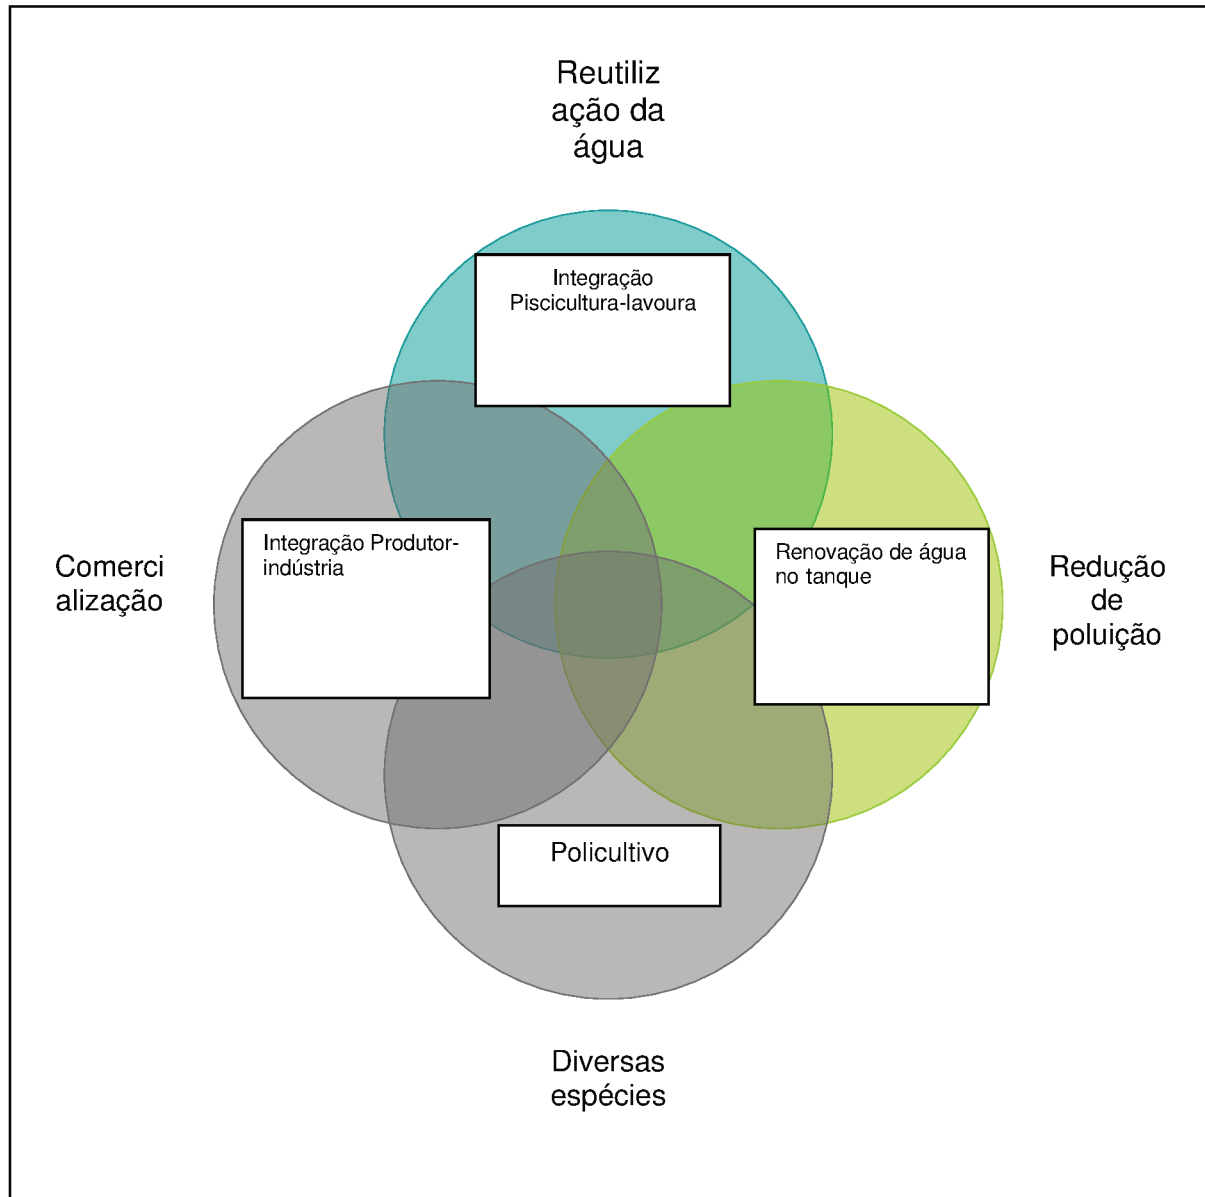 Reutiliz
ação da
água
Integração
Piscicultura-lavoura
Comerci
alização
Integração Produtor-
indústria
Renovação de água
no tanque
Redução
de
poluição
Policultivo
Diversas
espécies